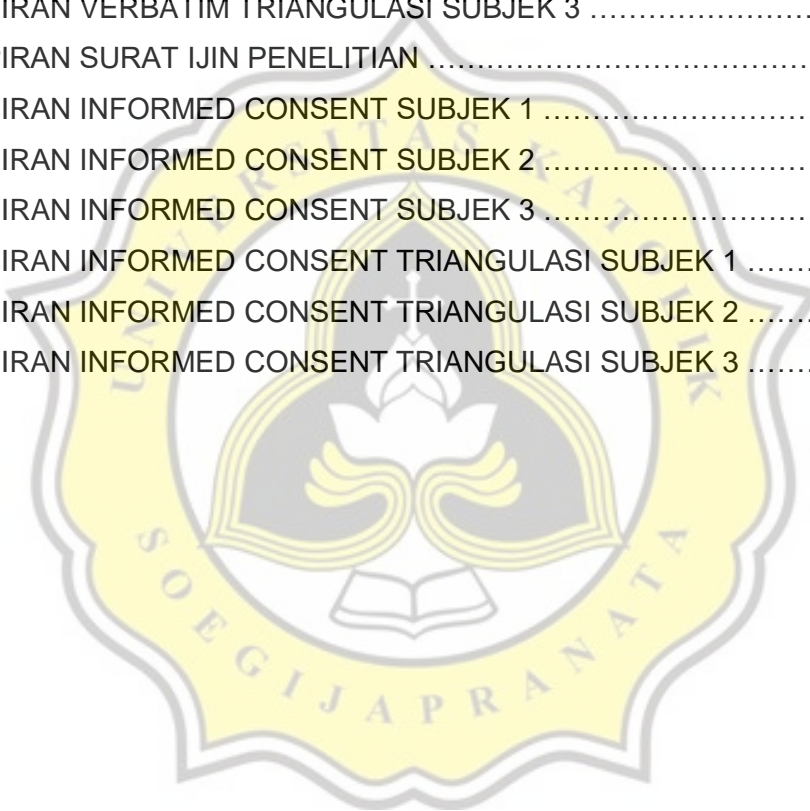 IRAN VERBATIM TRIANGULASI SUBJEK 3 ……………………
IRAN SURAT IJIN PENELITIAN ……………………………………
IRAN INFORMED CONSENT SUBJEK 1 …………………………
IRAN INFORMED CONSENT SUBJEK 2 …………………………
IRAN INFORMED CONSENT SUBJEK 3 …………………………
IRAN INFORMED CONSENT TRIANGULASI SUBJEK 1 …….
IRAN INFORMED CONSENT TRIANGULASI SUBJEK 2 …….
IRAN INFORMED CONSENT TRIANGULASI SUBJEK 3 …….
UNIVERSITAS KATOLIK
SOEGIJAPRANATA